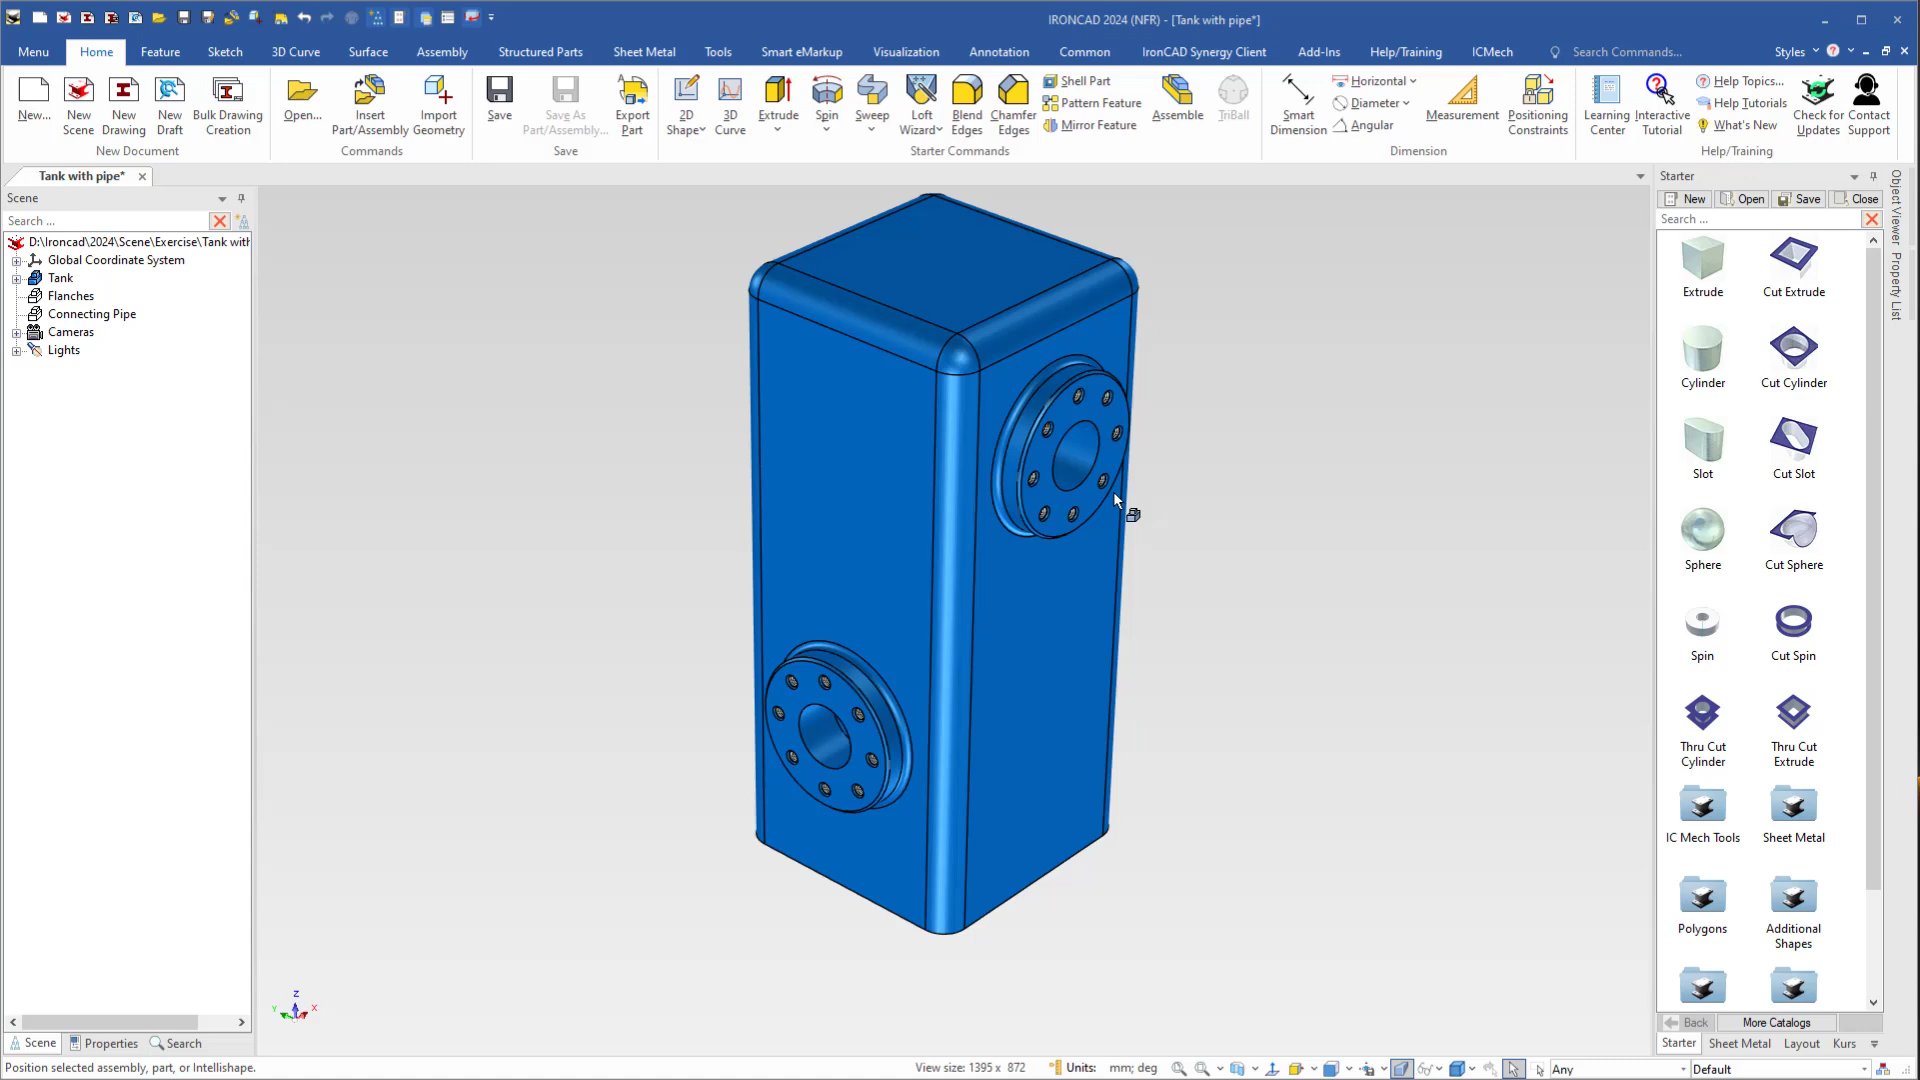 IRONCAD 2024 (NFR) - [Tank with pipe*]
Menu Home Feature Sketch 3D Curve Surface Assembly Structured Parts Sheet Metal Tools Smart eMarkup Visualization Annotation Common IronCAD Synergy Client Add-Ins Help/Training ICMech Search Commands... Styles
New... New Scene New Drawing New Draft Bulk Drawing Creation
New Document
Open... Insert Part/Assembly Import Geometry
Commands
Save Save As Part/Assembly... Export Part
Save
2D Shape 3D Curve Extrude Spin Sweep Loft Wizard Blend Edges Chamfer Edges
Shell Part
Pattern Feature
Mirror Feature
Assemble TriBall
Starter Commands
Smart Dimension
Horizontal
Diameter
Angular
Measurement Positioning Constraints
Dimension
Learning Center Interactive Tutorial
Help Topics...
Help Tutorials
What's New
Check for Updates Contact Support
Help/Training
Tank with pipe*
Scene
Search ...
D:\Ironcad\2024\Scene\Exercise\Tank with
Global Coordinate System
Tank
Flanches
Connecting Pipe
Cameras
Lights
Z
Y
X
Scene Properties Search
Starter
New Open Save Close
Search ...
Extrude Cut Extrude
Cylinder Cut Cylinder
Slot Cut Slot
Sphere Cut Sphere
Spin Cut Spin
Thru Cut Cylinder Thru Cut Extrude
IC Mech Tools Sheet Metal
Polygons Additional Shapes
Back More Catalogs
Starter Sheet Metal Layout Kurs
Object Viewer
Property List
Position selected assembly, part, or Intellishape.
View size: 1395 x 872
Units: mm; deg
Any
Default